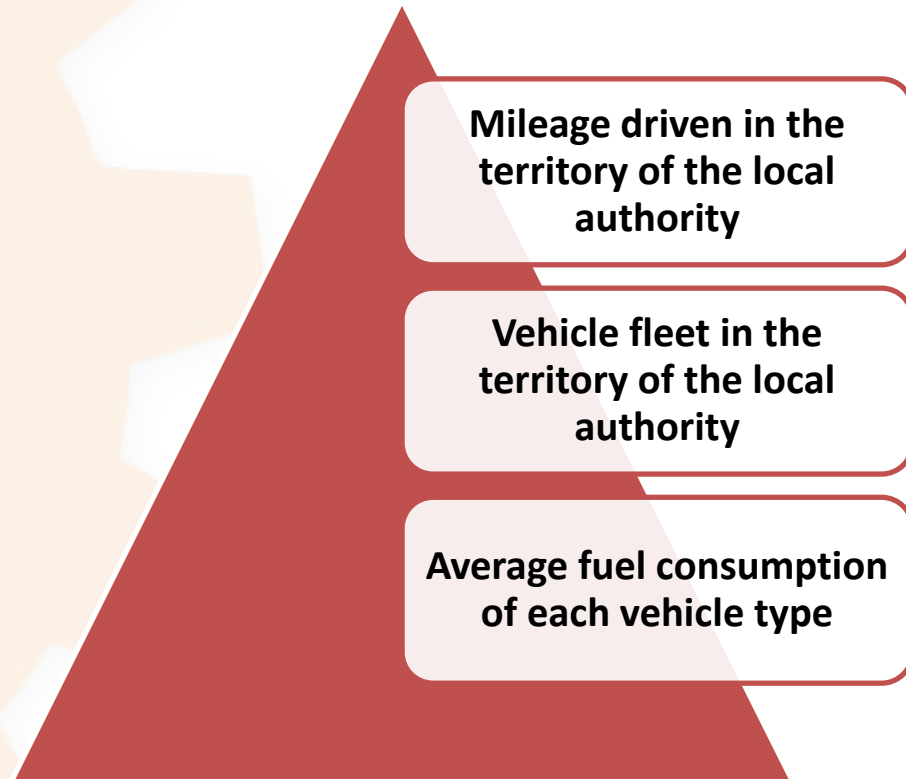 Mileage driven in the
territory of the local
authority
Vehicle fleet in the
territory of the local
authority
Average fuel consumption
of each vehicle type